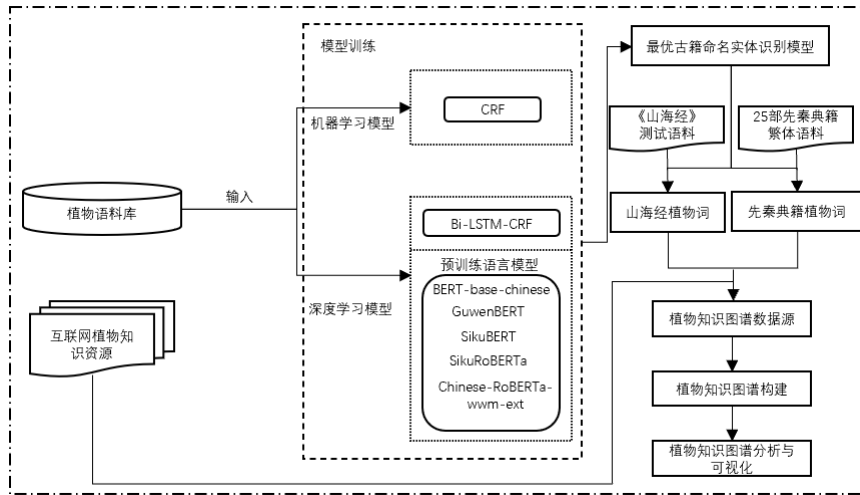 模型训练
CRF
机器学习模型
植物语料库
输入
Bi-LSTM-CRF
预训练语言模型
BERT-base-chinese
GuwenBERT
SikuBERT
SikuRoBERTa
Chinese-RoBERTa-
wwm-ext
深度学习模型
互联网植物知
识资源
最优古籍命名实体识别模型
《山海经》
测试语料
25部先秦典籍
繁体语料
山海经植物词
先秦典籍植物词
植物知识图谱数据源
植物知识图谱构建
植物知识图谱分析与
可视化